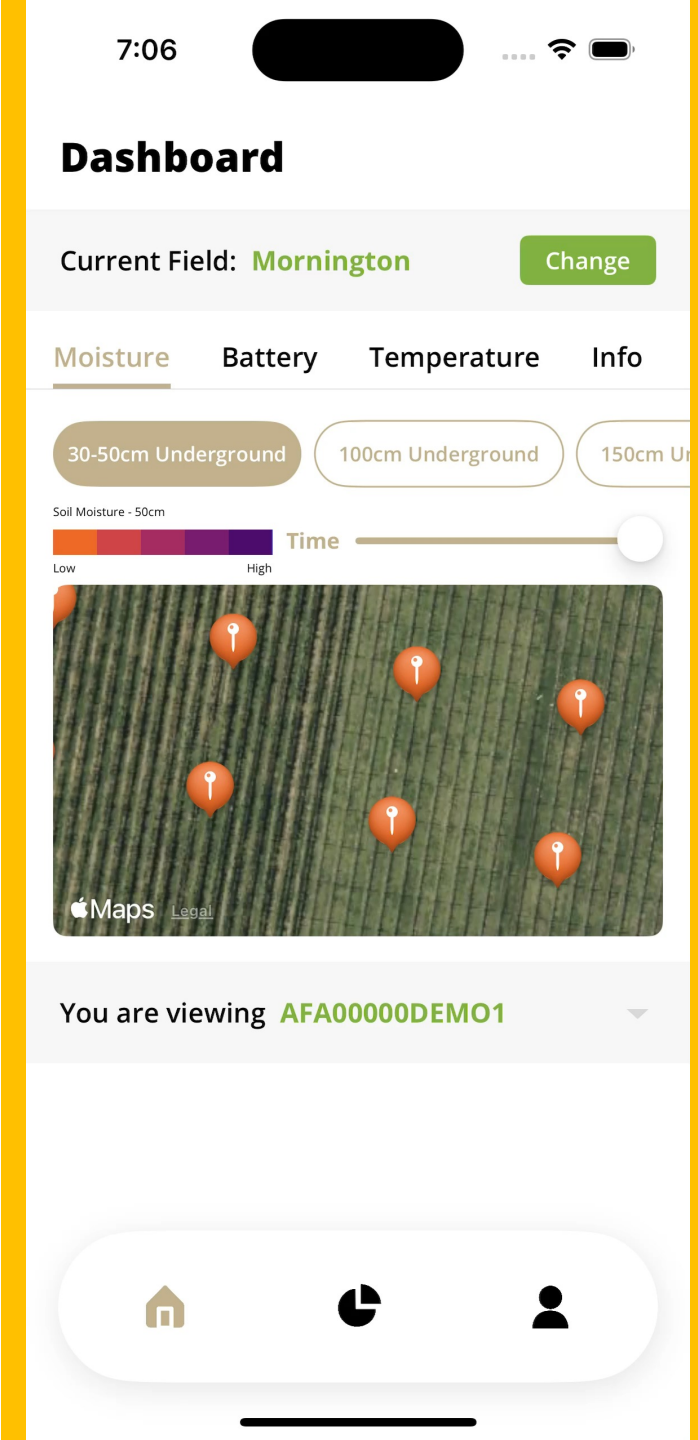 7:06
Dashboard
Current Field: Mornington
Change
Moisture Battery Temperature Info
30-50cm Underground
100cm Underground
150cm
Soil Moisture - 50cm
Time
Low High
Maps Legal
You are viewing AFA00000DEMO1